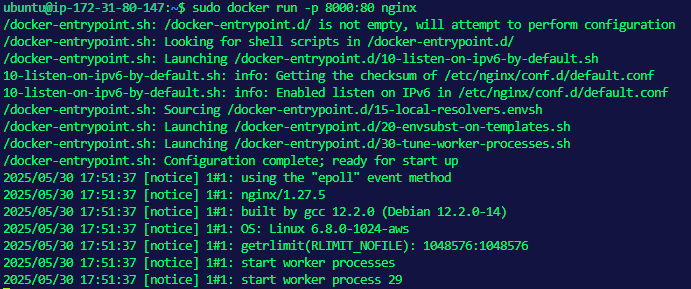 ubuntu@ip-172-31-80-147:~$ sudo docker run -p 8000:80 nginx
/docker-entrypoint.sh: /docker-entrypoint.d/ is not empty, will attempt to perform configuration
/docker-entrypoint.sh: Looking for shell scripts in /docker-entrypoint.d/
/docker-entrypoint.sh: Launching /docker-entrypoint.d/10-listen-on-ipv6-by-default.sh
10-listen-on-ipv6-by-default.sh: info: Getting the checksum of /etc/nginx/conf.d/default.conf
10-listen-on-ipv6-by-default.sh: info: Enabled listen on IPv6 in /etc/nginx/conf.d/default.conf
/docker-entrypoint.sh: Sourcing /docker-entrypoint.d/15-local-resolvers.envsh
/docker-entrypoint.sh: Launching /docker-entrypoint.d/20-envsubst-on-templates.sh
/docker-entrypoint.sh: Launching /docker-entrypoint.d/30-tune-worker-processes.sh
/docker-entrypoint.sh: Configuration complete; ready for start up
2025/05/30 17:51:37 [notice] 1#1: using the "epoll" event method
2025/05/30 17:51:37 [notice] 1#1: nginx/1.27.5
2025/05/30 17:51:37 [notice] 1#1: built by gcc 12.2.0 (Debian 12.2.0-14)
2025/05/30 17:51:37 [notice] 1#1: OS: Linux 6.8.0-1024-aws
2025/05/30 17:51:37 [notice] 1#1: getrlimit(RLIMIT_NOFILE): 1048576:1048576
2025/05/30 17:51:37 [notice] 1#1: start worker processes
2025/05/30 17:51:37 [notice] 1#1: start worker process 29